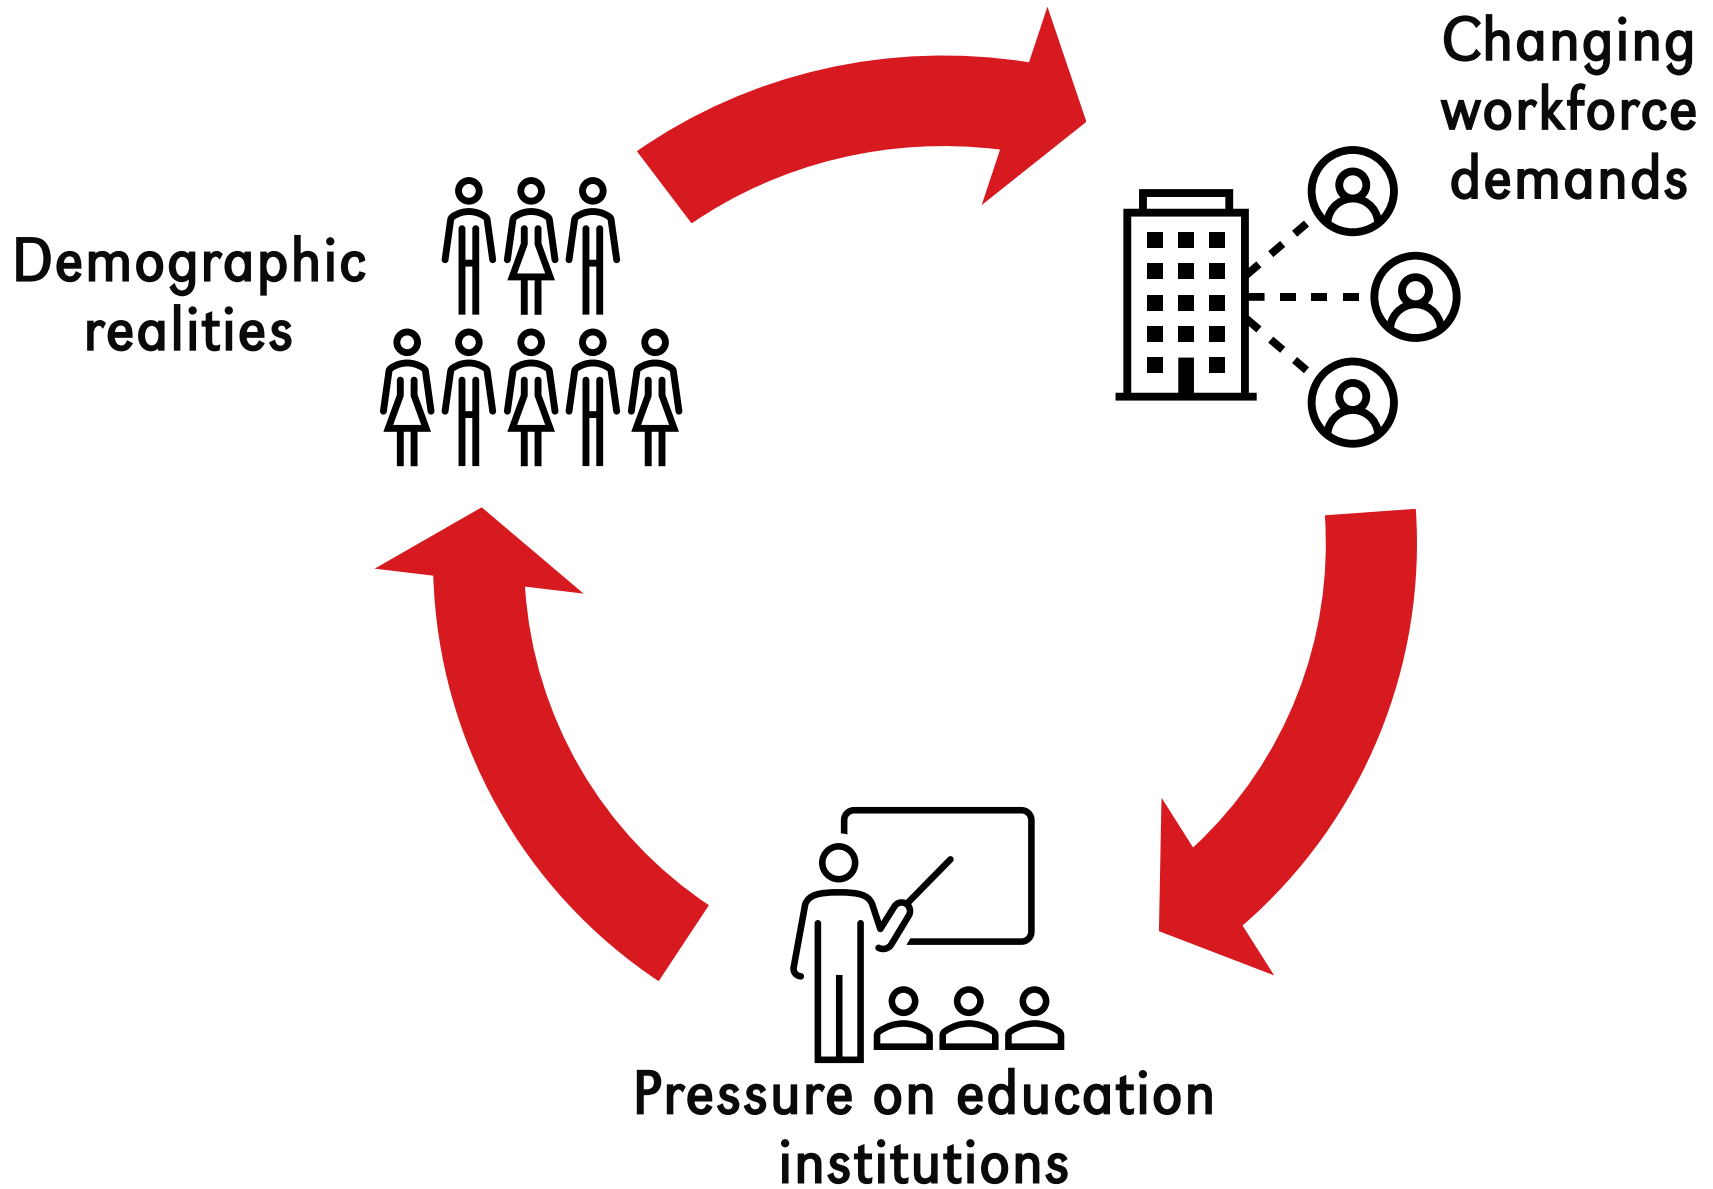 Demographic
realities
Changing
workforce
demands
Pressure on education
institutions